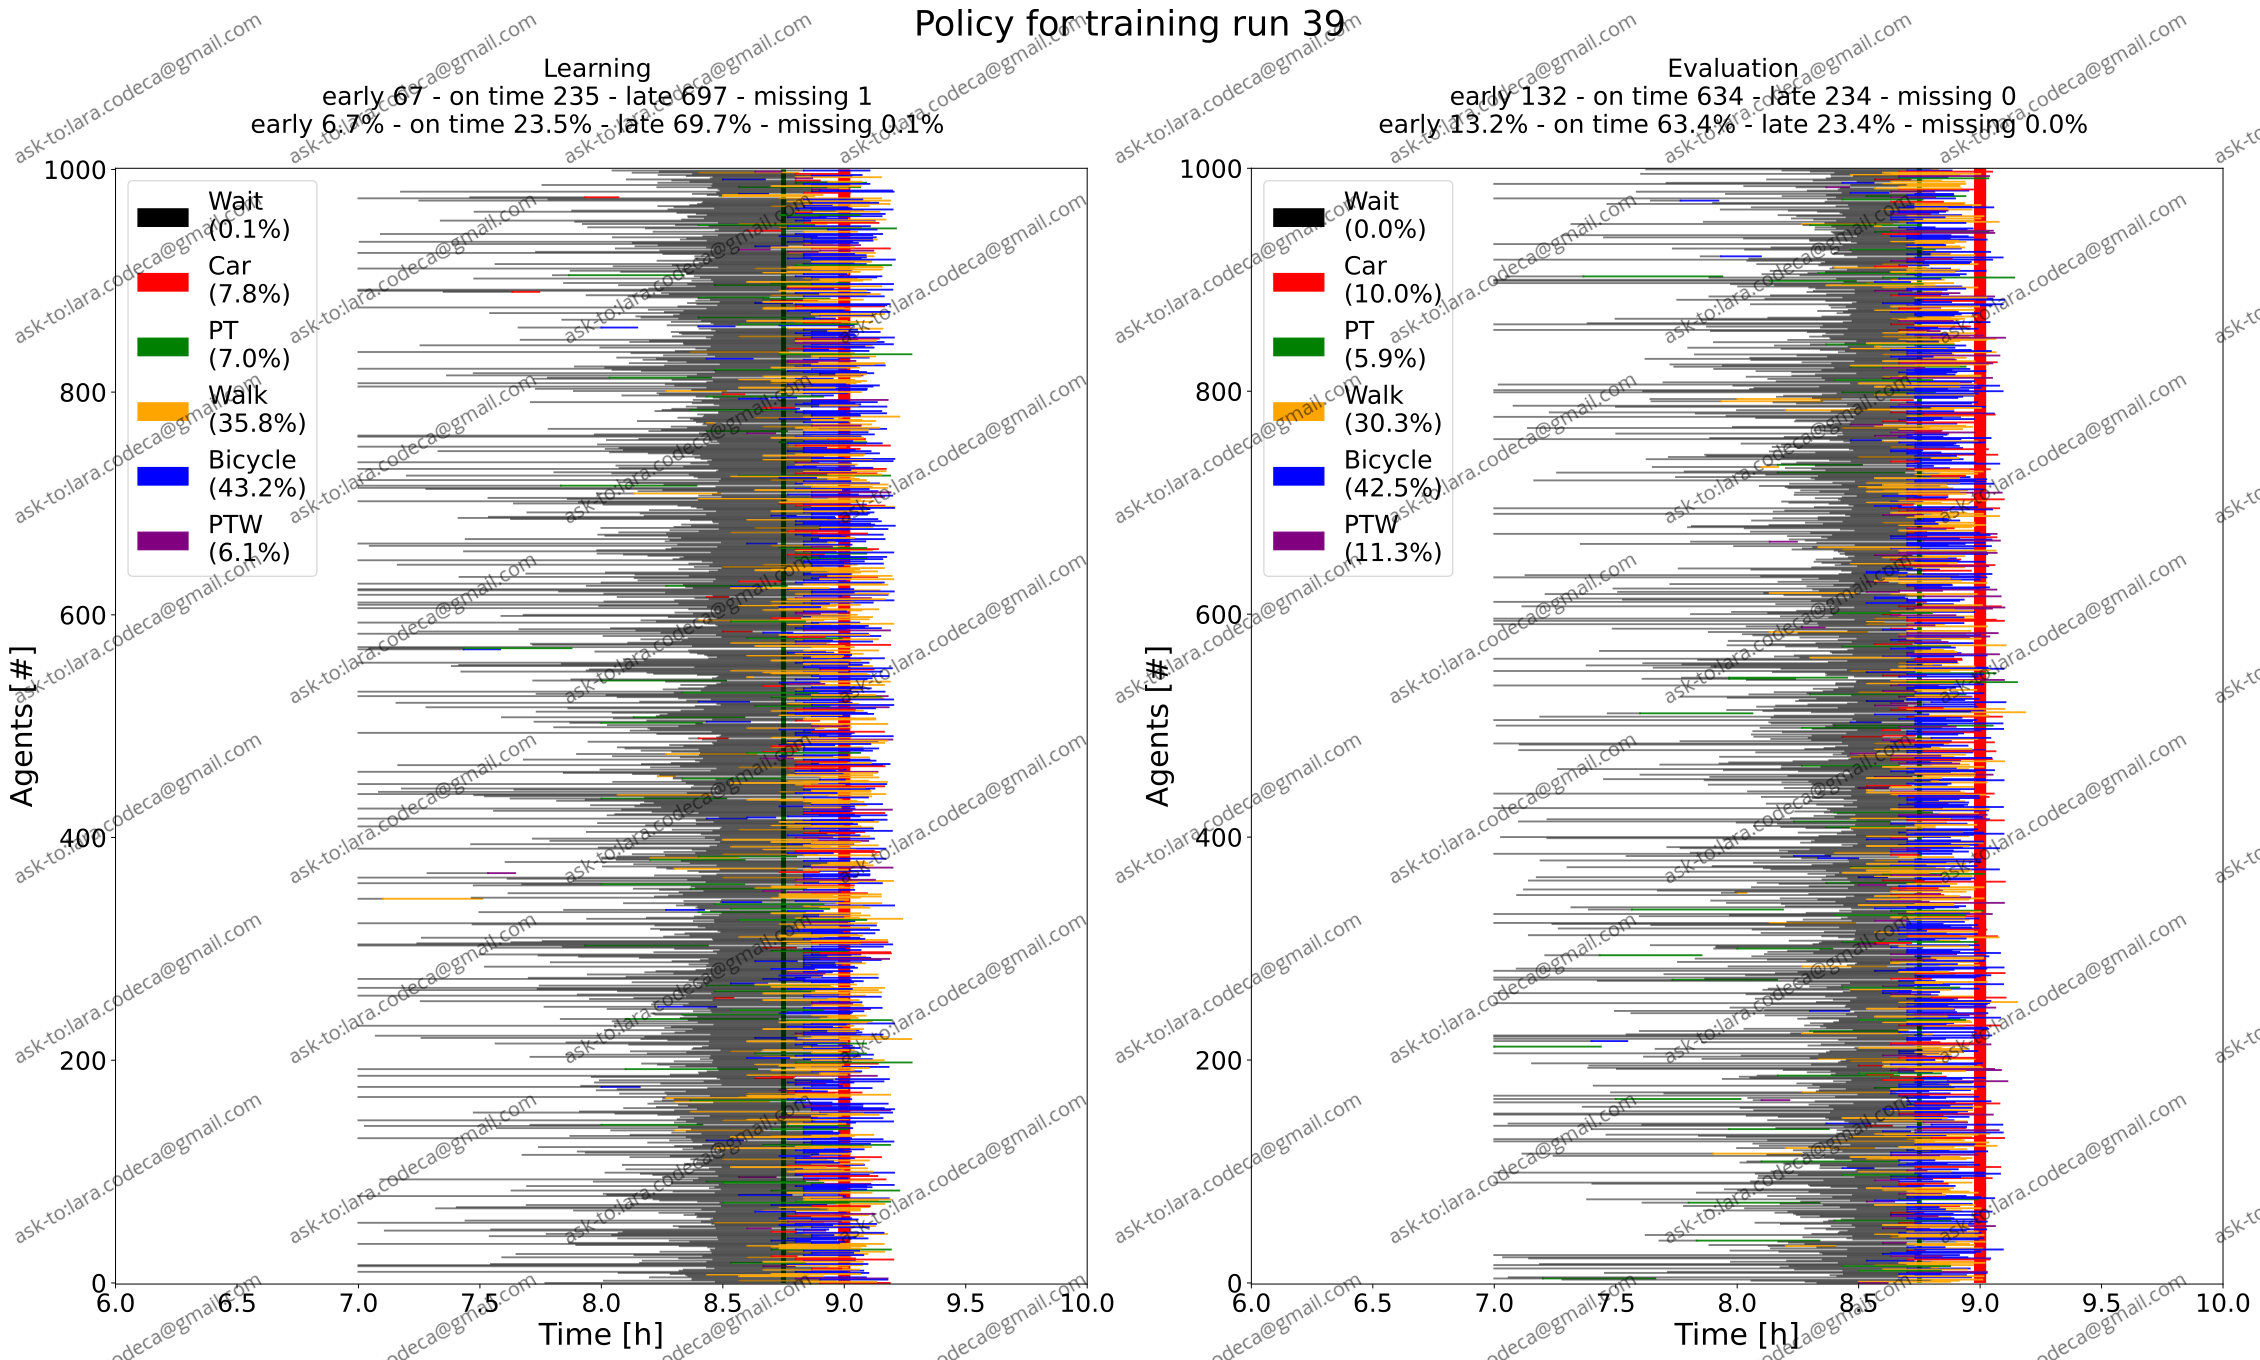 Policy for training run 39
Learning
early 67 - on time 235 - late 697 - missing 1
early 6.7% - on time 23.5% - late 69.7% - missing 0.1%
1000
800
600
400
200
0
Agents [#]
Wait
(0.1%)
Car
(7.8%)
PT
(7.0%)
Walk
(35.8%)
Bicycle
(43.2%)
PTW
(6.1%)
6.0 6.5 7.0 7.5 8.0 8.5 9.0 9.5 10.0
Time [h]
Evaluation
early 132 - on time 634 - late 234 - missing 0
early 13.2% - on time 63.4% - late 23.4% - missing 0.0%
1000
800
600
400
200
0
Agents [#]
Wait
(0.0%)
Car
(10.0%)
PT
(5.9%)
Walk
(30.3%)
Bicycle
(42.5%)
PTW
(11.3%)
6.0 6.5 7.0 7.5 8.0 8.5 9.0 9.5 10.0
Time [h]
ask-to:lara.codeca@gmail.com